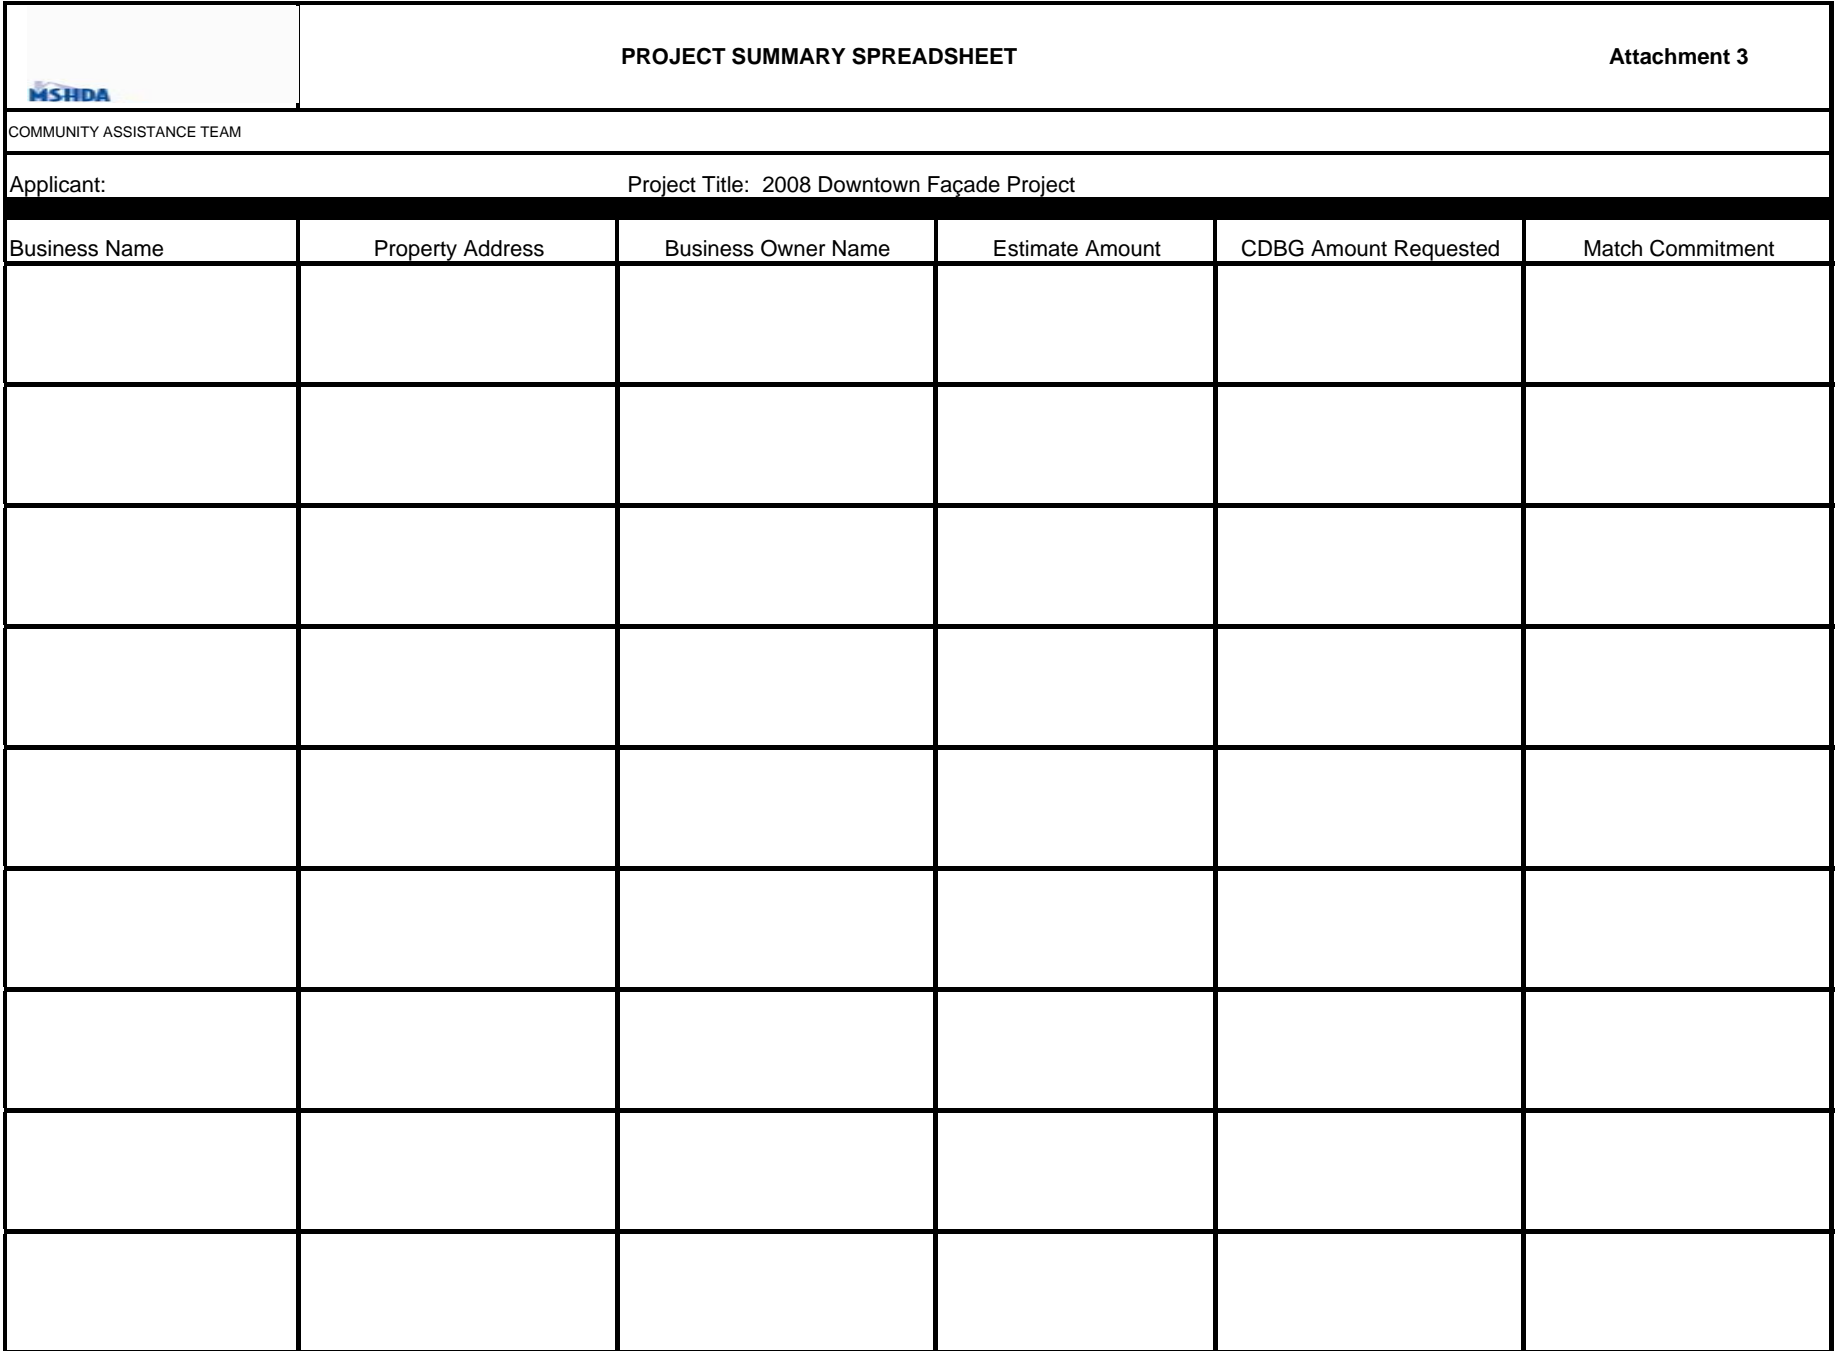 PROJECT SUMMARY SPREADSHEET Attachment 3
MSHDA
COMMUNITY ASSISTANCE TEAM
Applicant: Project Title: 2008 Downtown Façade Project
Business Name Property Address Business Owner Name Estimate Amount CDBG Amount Requested Match Commitment